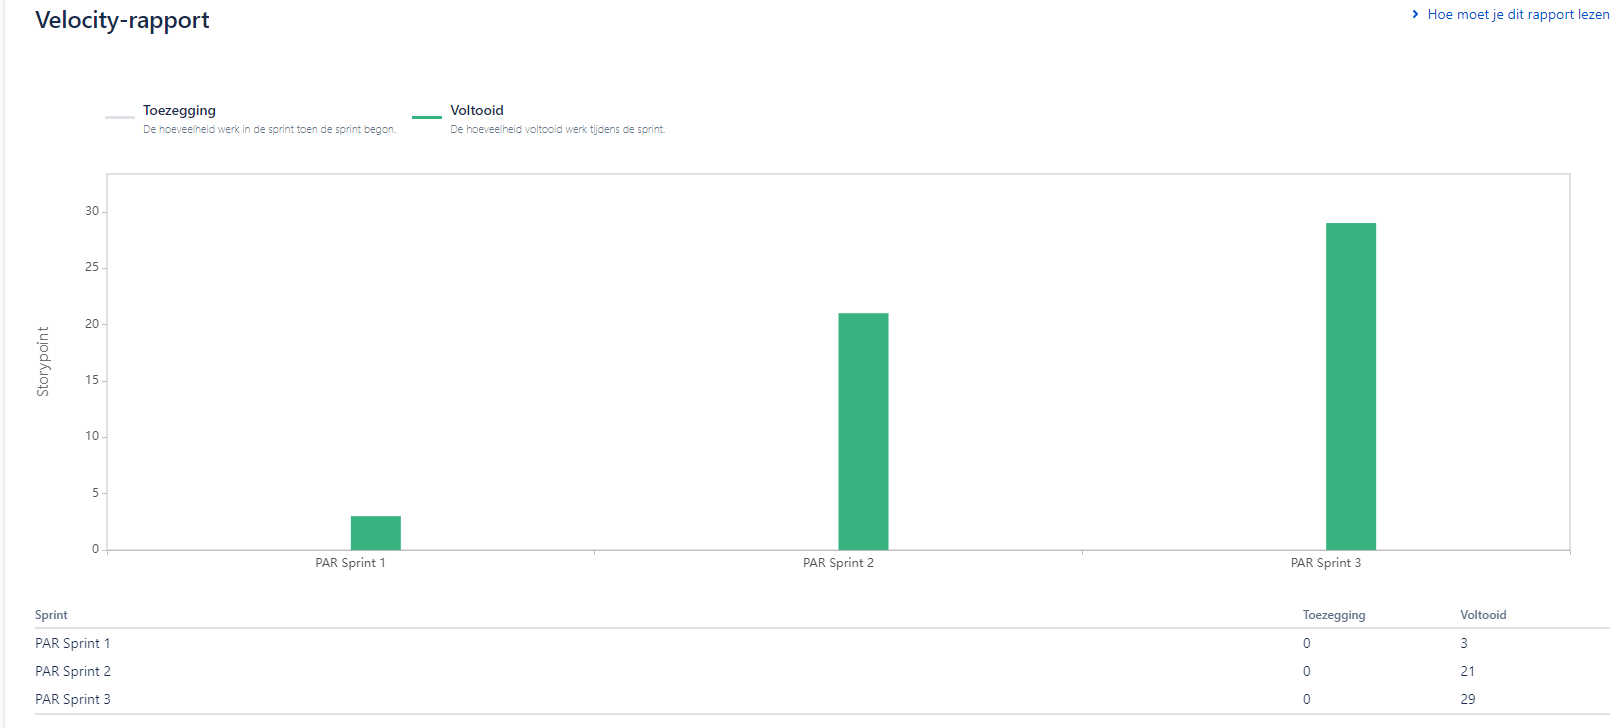 Velocity-rapport
Hoe moet je dit rapport lezen
Toezegging
De hoeveelheid werk in de sprint toen de sprint begon.
Voltooid
De hoeveelheid voltooid werk tijdens de sprint.
Storypoint
30
25
20
15
10
5
0
PAR Sprint 1 PAR Sprint 2 PAR Sprint 3
Sprint Toezegging Voltooid
PAR Sprint 1 0 3
PAR Sprint 2 0 21
PAR Sprint 3 0 29